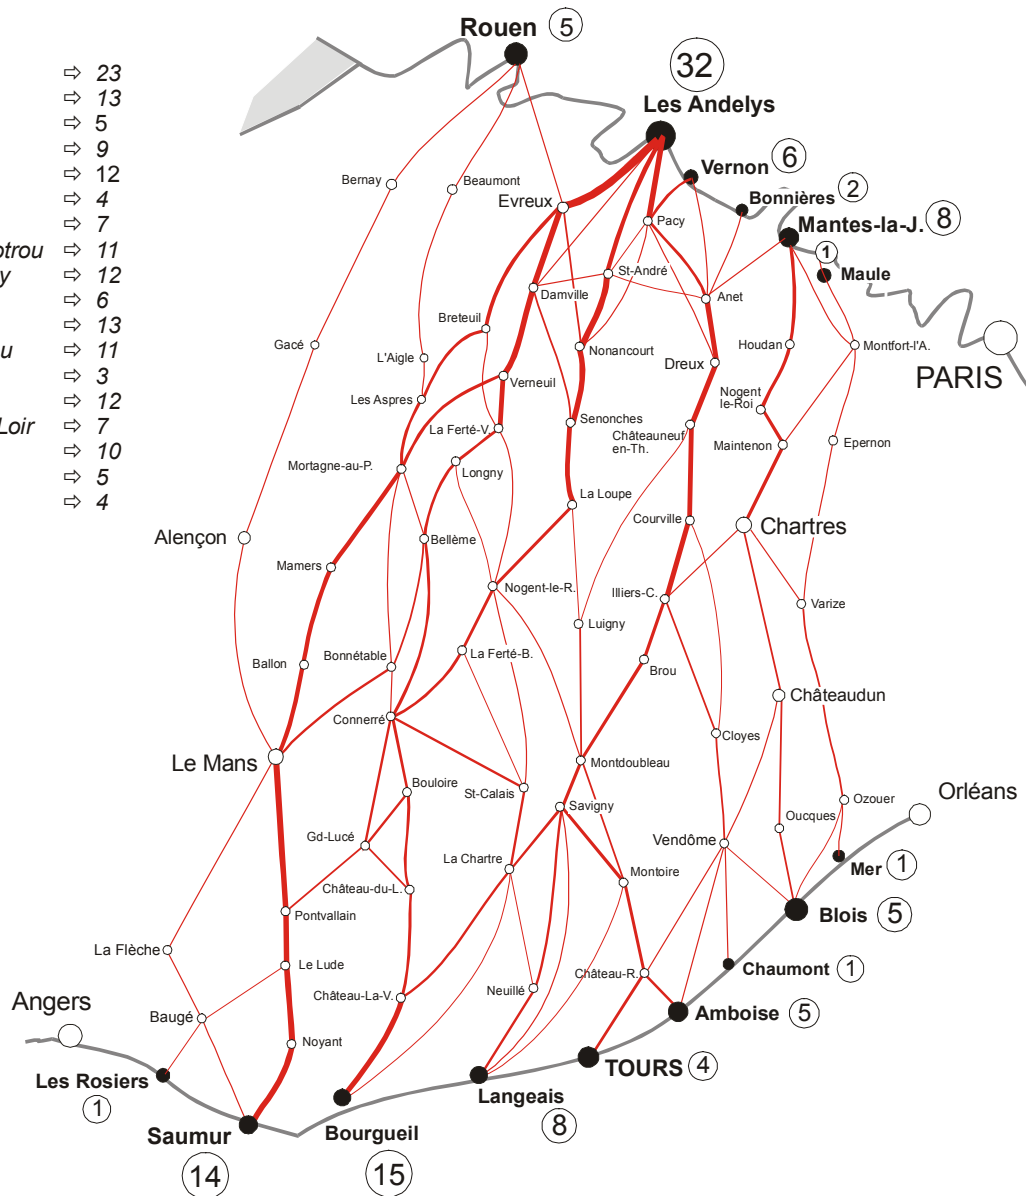 Rouen 5
32
Les Andelys
⇨ 23
⇨ 13
⇨ 5
⇨ 9
⇨ 12
⇨ 4
⇨ 7
otrou ⇨ 11
y ⇨ 12
⇨ 6
⇨ 13
u ⇨ 11
⇨ 3
⇨ 12
Loir ⇨ 7
⇨ 10
⇨ 5
⇨ 4
Vernon 6
Bernay
Beaumont
Bonnières 2
Evreux
Pacy
Mantes-la-J. 8
1
Maule
St-André
Damville
Anet
Breteuil
Gacé
L'Aigle
Nonancourt
Dreux
Houdan
Montfort-l'A.
PARIS
Verneuil
Les Aspres
Nogent
le-Roi
La Ferté-V.
Senonches
Châteauneuf
en-Th.
Maintenon
Epernon
Mortagne-au-P.
Longny
La Loupe
Courville
Chartres
Alençon
Bellème
Mamers
Nogent-le-R.
Illiers-C.
Varize
Luigny
Ballon
Bonnétable
La Ferté-B.
Brou
Châteaudun
Connerré
Cloyes
Le Mans
Montdoubleau
Bouloire
St-Calais
Savigny
Ozouer
Orléans
Oucques
Gd-Lucé
Vendôme
La Chartre
Mer 1
Château-du-L.
Montoire
Pontvallain
Blois 5
La Flèche
Le Lude
Château-R.
Chaumont 1
Angers
Château-La-V.
Neuillé
Baugé
Amboise 5
Noyant
TOURS 4
Les Rosiers
1
Langeais
8
Saumur
14
Bourgueil
15